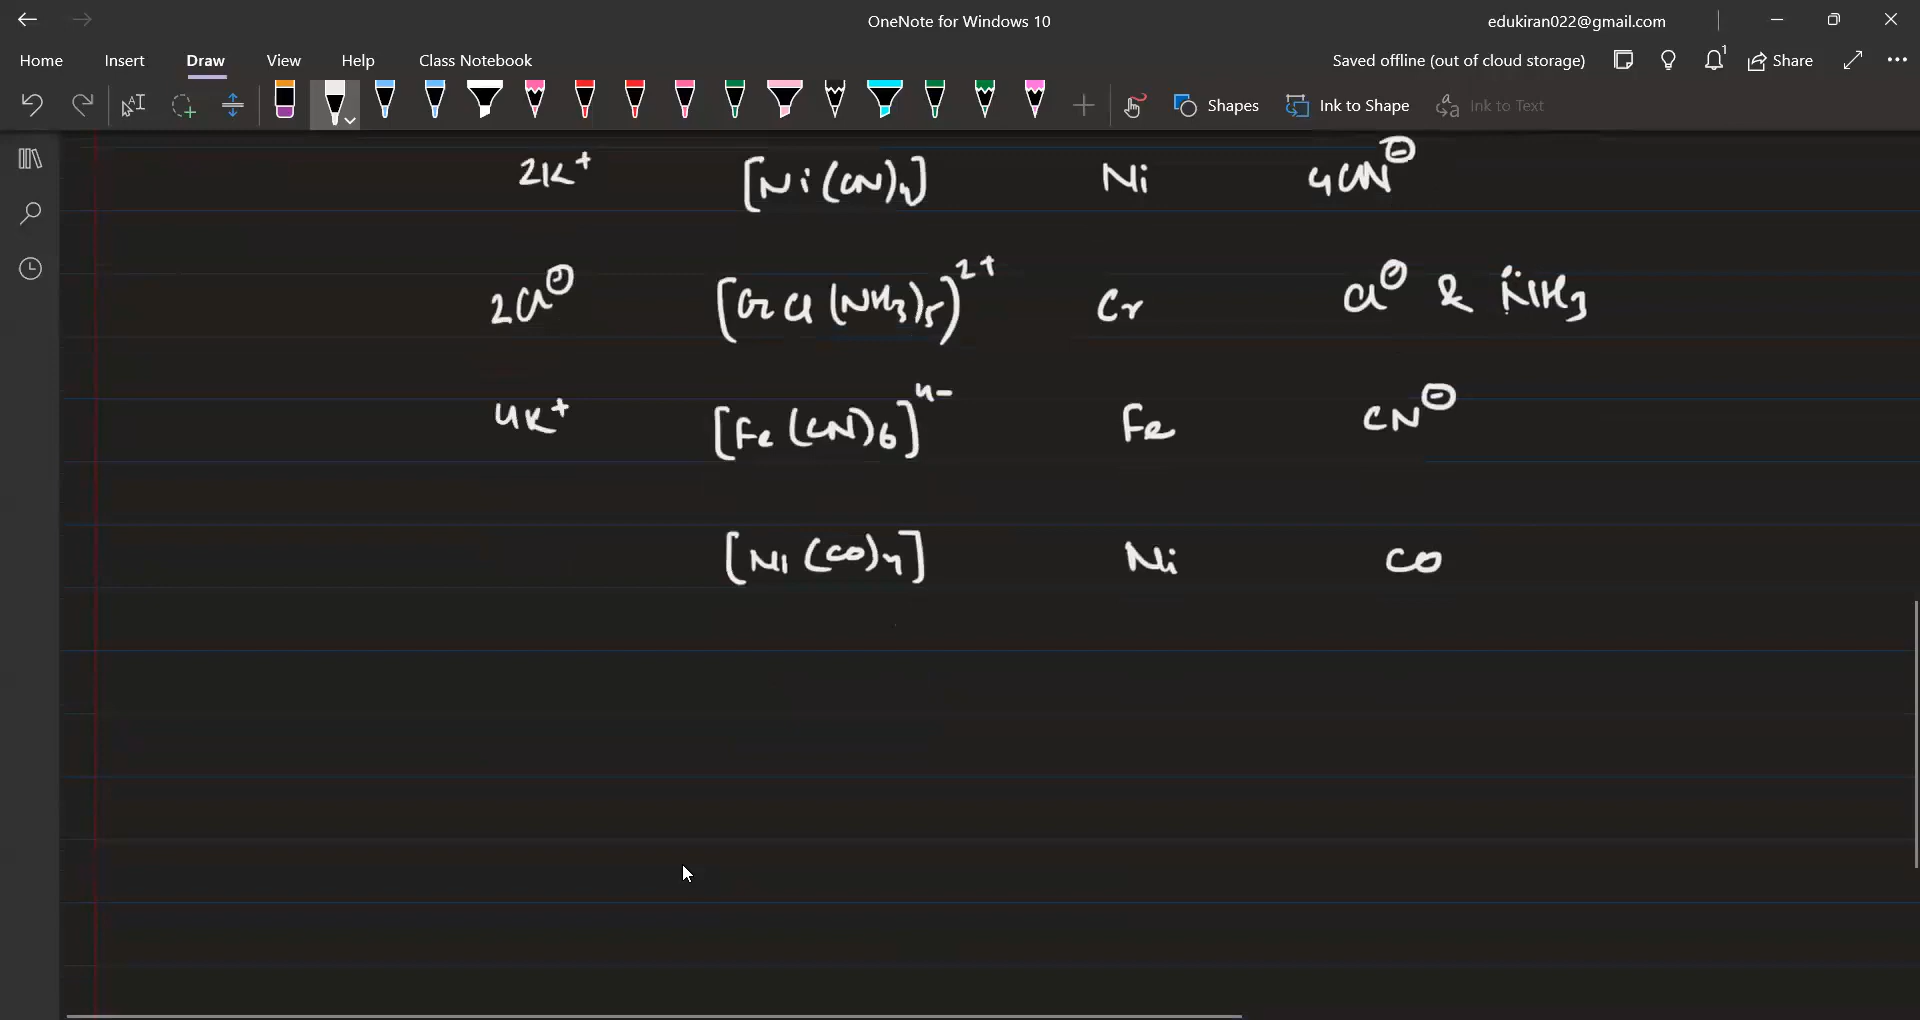 OneNote for Windows 10
edukiran022@gmail.com
Home Insert Draw View Help Class Notebook
Saved offline (out of cloud storage) 1 Share
Shapes Ink to Shape Ink to Text
2K⁺ [Ni(CN)₄] Ni 4CN⊖
2Cl⊖ [CrCl(NH₃)₅]²⁺ Cr Cl⊖ & N̈H₃
4K⁺ [Fe(CN)₆]⁴⁻ Fe CN⊖
[Ni(CO)₄] Ni CO